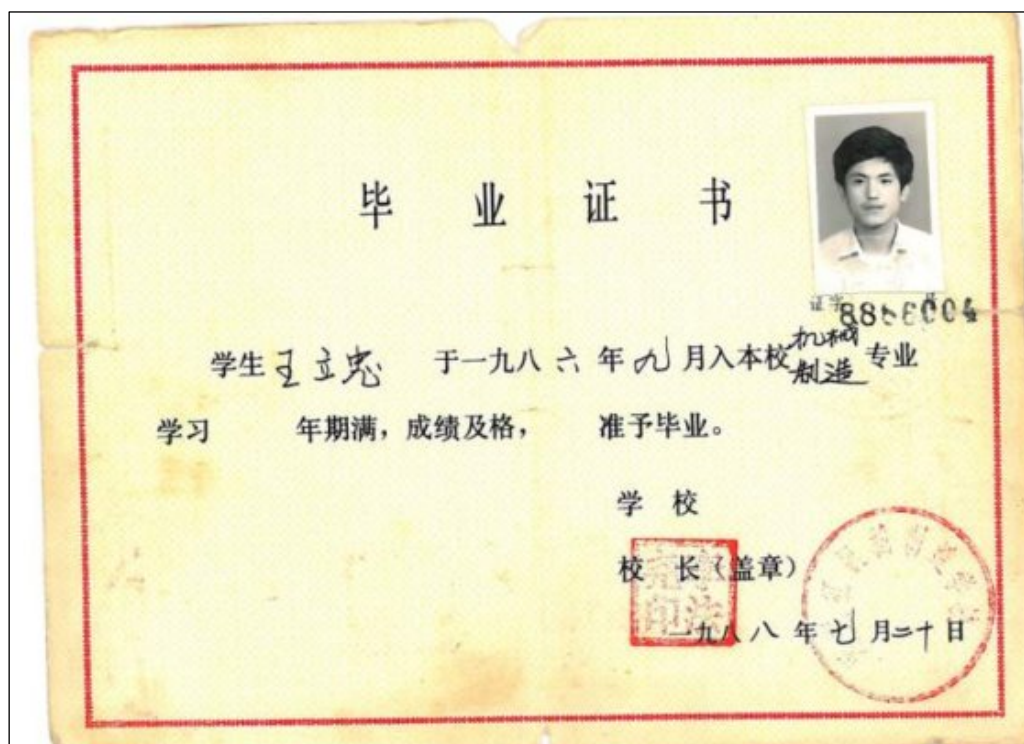 毕业证书
证字 号
学生王立忠 于一九八六年九月入本校机械制造专业
学习 年期满，成绩及格， 准予毕业。
学 校
校 长（盖章）
一九八八年七月二十日